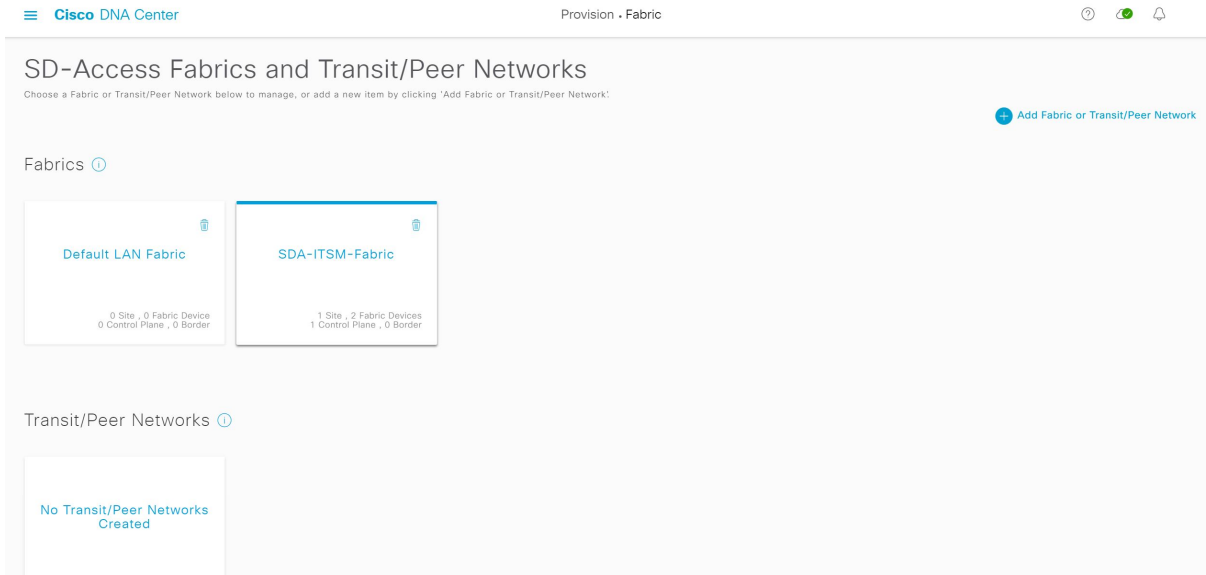 Cisco DNA Center
Provision • Fabric
SD-Access Fabrics and Transit/Peer Networks
Choose a Fabric or Transit/Peer Network below to manage, or add a new item by clicking 'Add Fabric or Transit/Peer Network'.
Add Fabric or Transit/Peer Network
Fabrics
Default LAN Fabric
0 Site , 0 Fabric Device
0 Control Plane , 0 Border
SDA-ITSM-Fabric
1 Site , 2 Fabric Devices
1 Control Plane , 0 Border
Transit/Peer Networks
No Transit/Peer Networks
Created